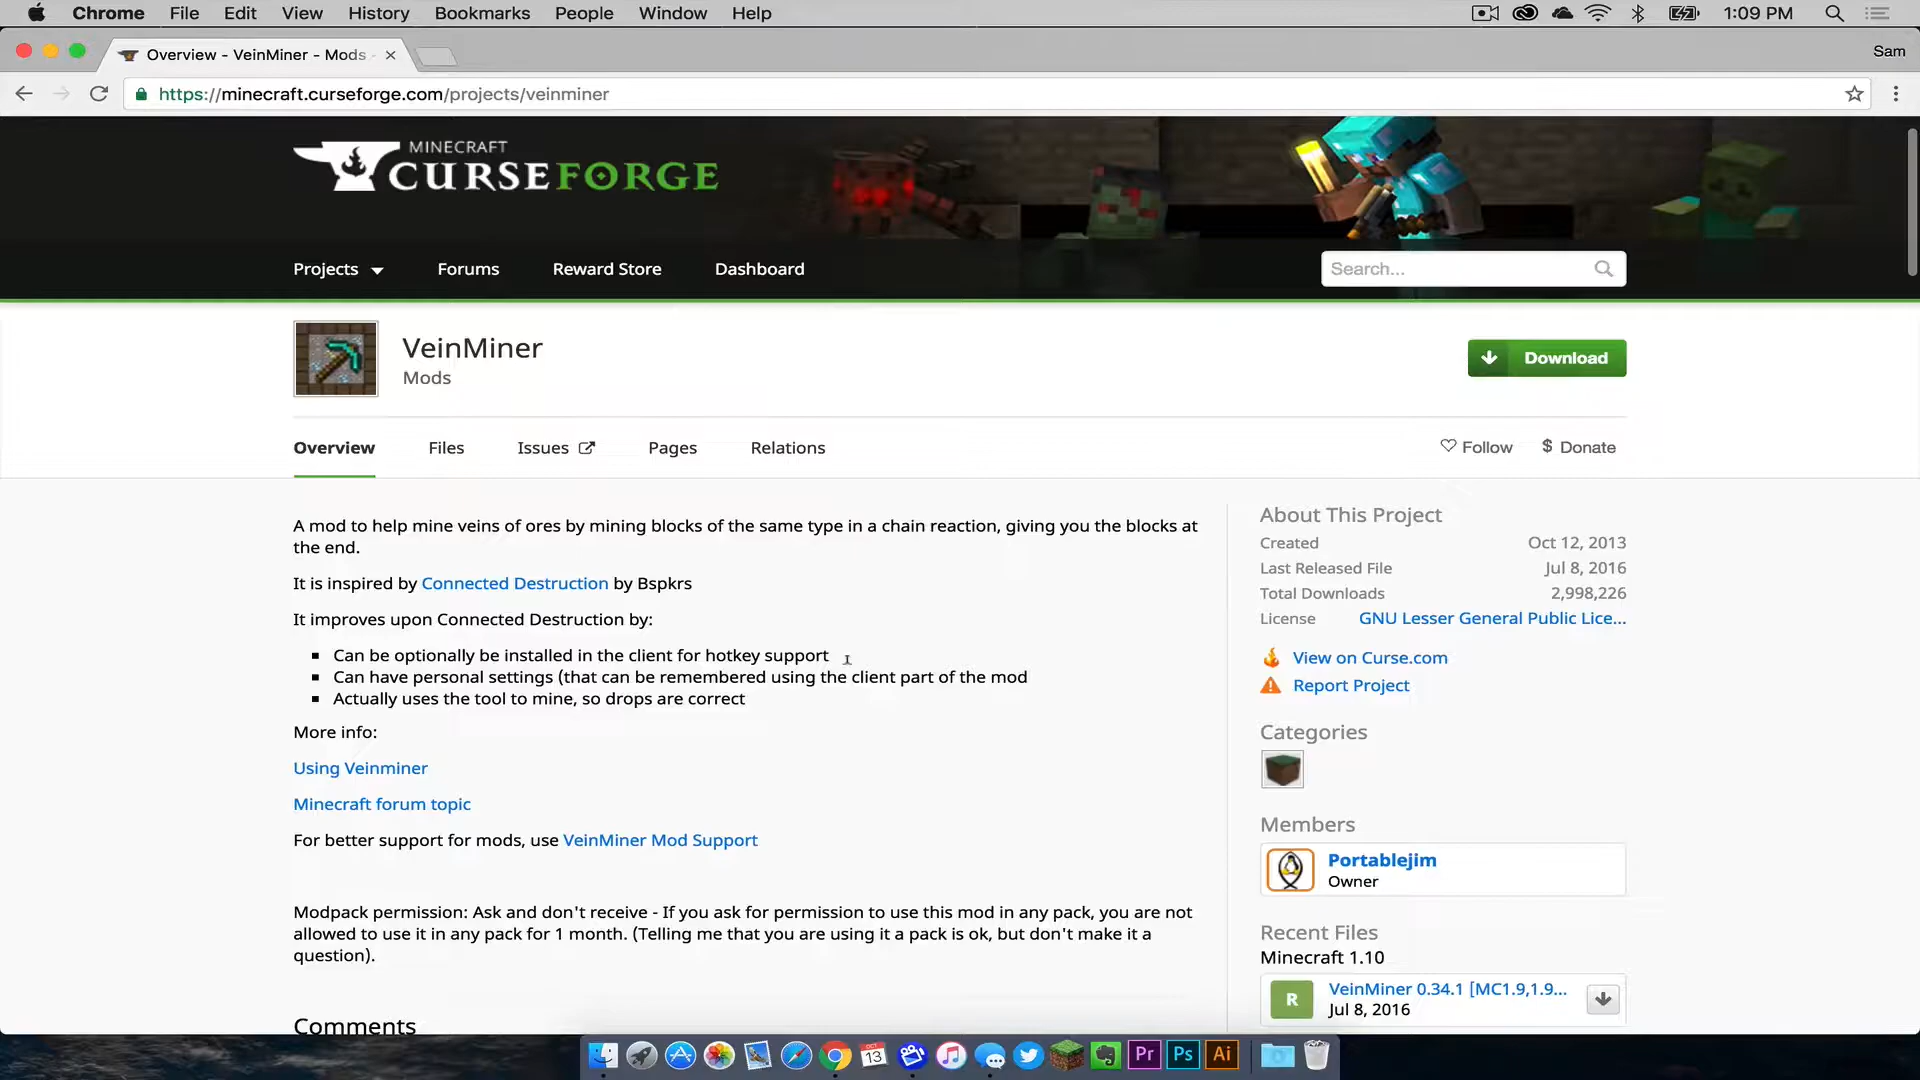 Chrome File Edit View History Bookmarks People Window Help 1:09 PM
Overview - VeinMiner - Mods - Sam
https://minecraft.curseforge.com/projects/veinminer
MINECRAFT
CURSEFORGE
Projects Forums Reward Store Dashboard Search...
VeinMiner
Mods
Download
Overview Files Issues Pages Relations Follow $ Donate
A mod to help mine veins of ores by mining blocks of the same type in a chain reaction, giving you the blocks at
the end.
It is inspired by Connected Destruction by Bspkrs
It improves upon Connected Destruction by:
Can be optionally be installed in the client for hotkey support
Can have personal settings (that can be remembered using the client part of the mod
Actually uses the tool to mine, so drops are correct
More info:
Using Veinminer
Minecraft forum topic
For better support for mods, use VeinMiner Mod Support
Modpack permission: Ask and don't receive - If you ask for permission to use this mod in any pack, you are not
allowed to use it in any pack for 1 month. (Telling me that you are using it a pack is ok, but don't make it a
question).
Comments
About This Project
Created Oct 12, 2013
Last Released File Jul 8, 2016
Total Downloads 2,998,226
License GNU Lesser General Public Lice...
View on Curse.com
Report Project
Categories
Members
Portablejim
Owner
Recent Files
Minecraft 1.10
R VeinMiner 0.34.1 [MC1.9,1.9...
Jul 8, 2016
OCT
13
Pr Ps Ai